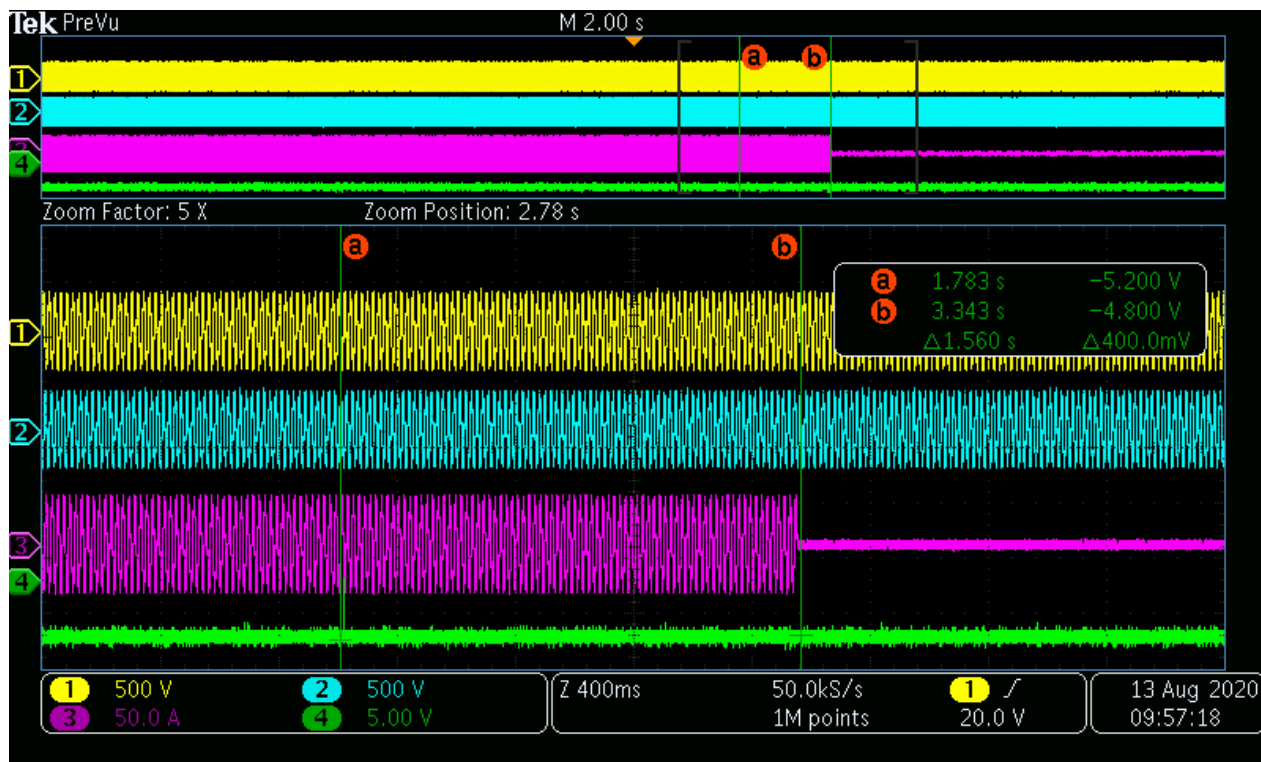 Tek PreVu M 2.00 s
a b
1
2
3
4
Zoom Factor: 5 X Zoom Position: 2.78 s
a b
a 1.783 s −5.200 V
b 3.343 s −4.800 V
△1.560 s △400.0mV
1
2
3
4
1 500 V 2 500 V Z 400ms 50.0kS/s 1 20.0 V 13 Aug 2020
3 50.0 A 4 5.00 V 1M points 09:57:18